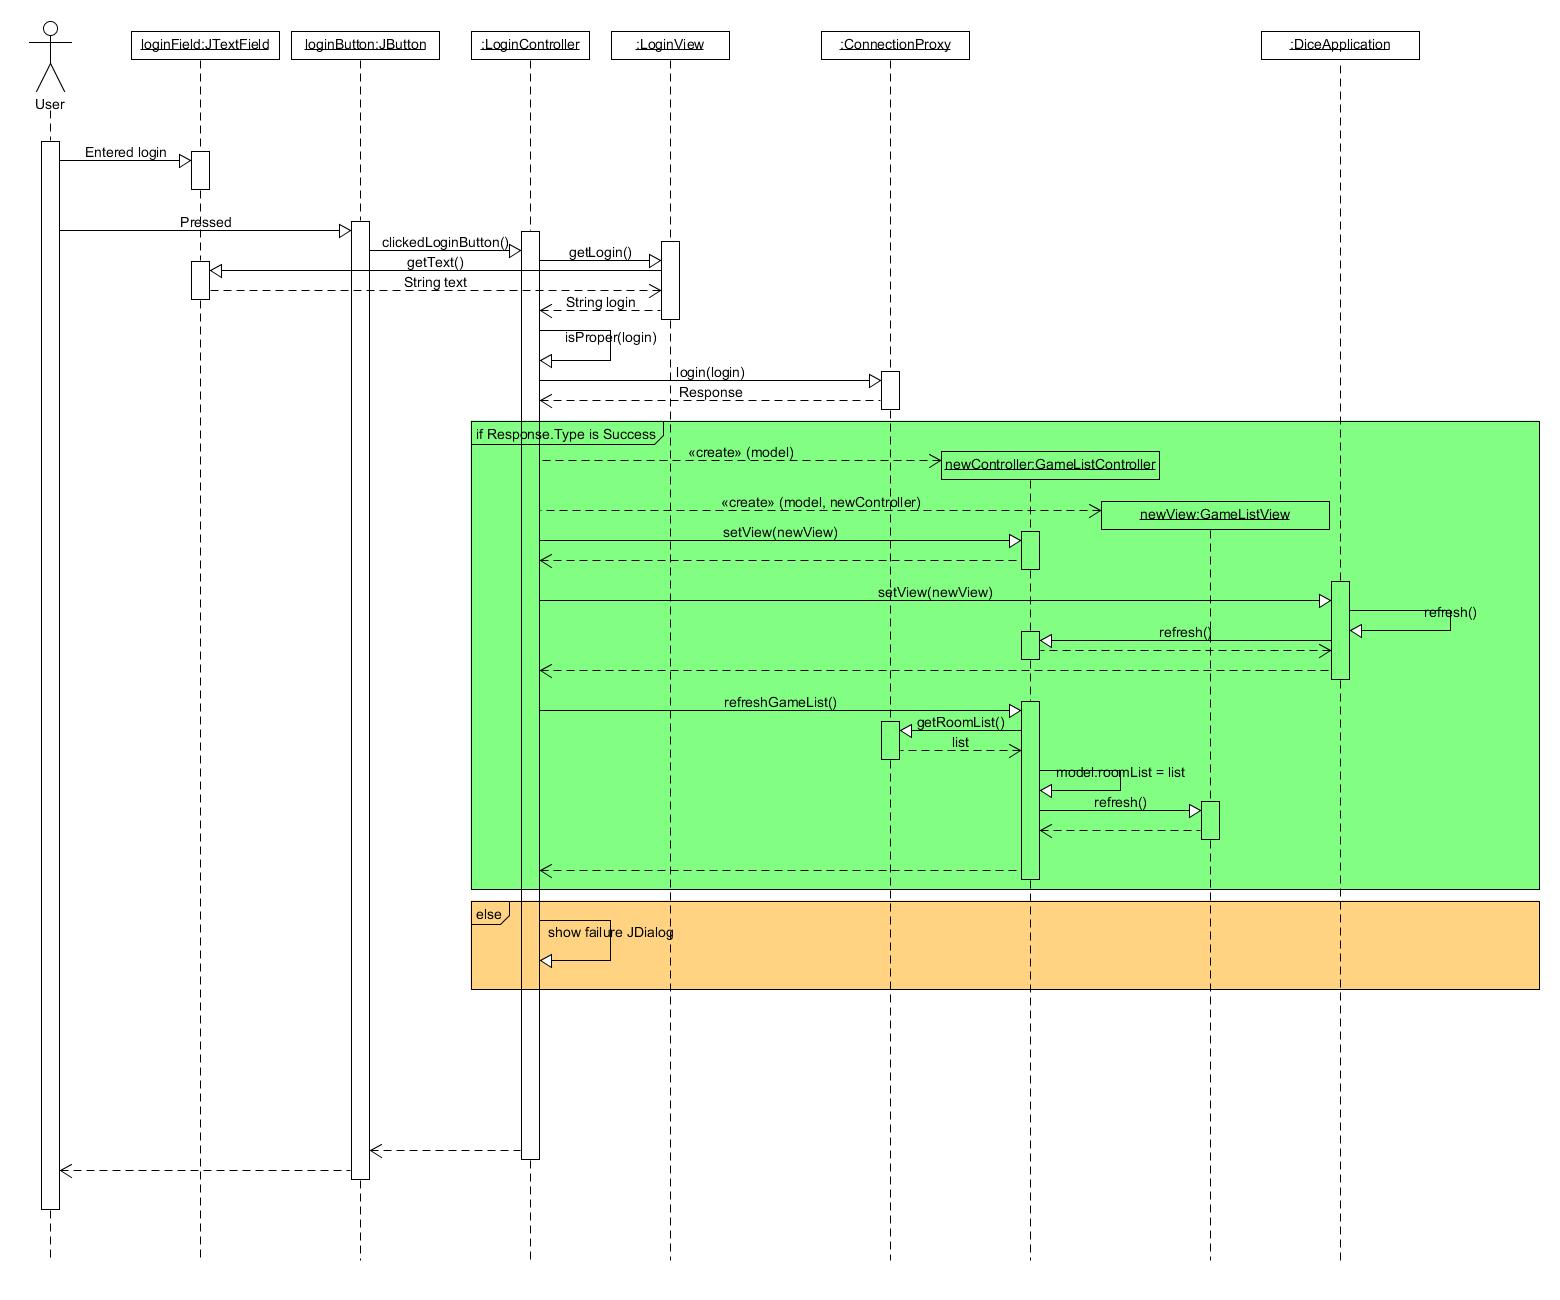 User
loginField:JTextField
loginButton:JButton
:LoginController
:LoginView
:ConnectionProxy
:DiceApplication
Entered login
Pressed
clickedLoginButton()
getLogin()
getText()
String text
String login
isProper(login)
login(login)
Response
if Response.Type is Success
«create» (model)
newController:GameListController
«create» (model, newController)
newView:GameListView
setView(newView)
setView(newView)
refresh()
refresh()
refreshGameList()
getRoomList()
list
model.roomList = list
refresh()
else
show failure JDialog